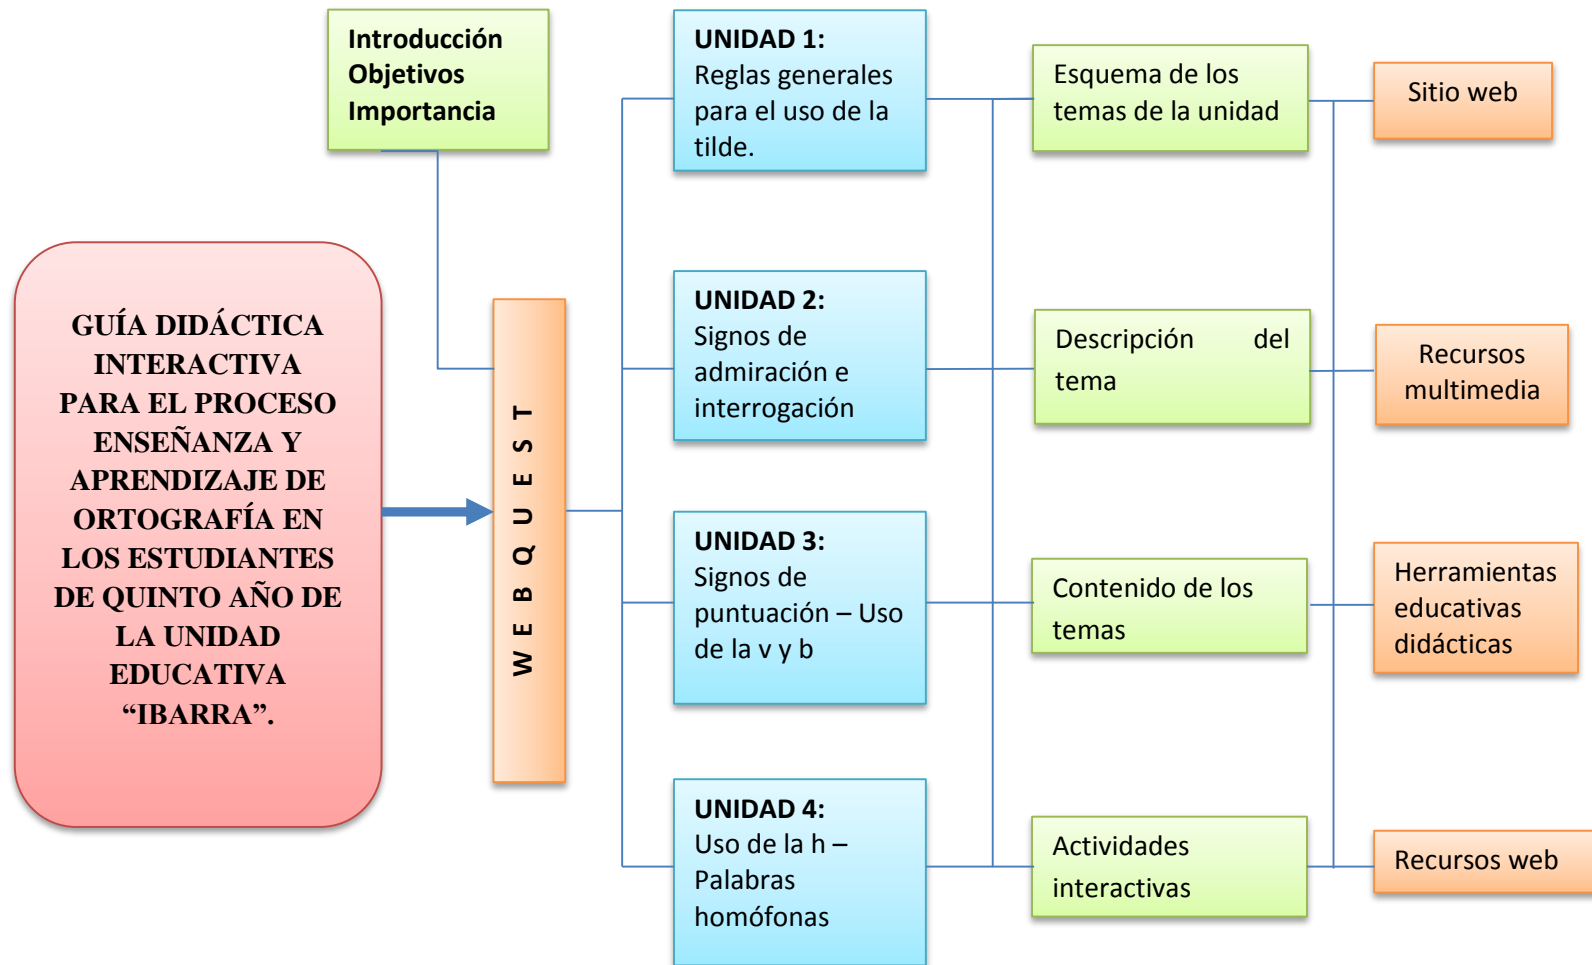 Introducción
Objetivos
Importancia
GUÍA DIDÁCTICA
INTERACTIVA
PARA EL PROCESO
ENSEÑANZA Y
APRENDIZAJE DE
ORTOGRAFÍA EN
LOS ESTUDIANTES
DE QUINTO AÑO DE
LA UNIDAD
EDUCATIVA
“IBARRA”.
WEBQUEST
UNIDAD 1:
Reglas generales
para el uso de la
tilde.
UNIDAD 2:
Signos de
admiración e
interrogación
UNIDAD 3:
Signos de
puntuación – Uso
de la v y b
UNIDAD 4:
Uso de la h –
Palabras
homófonas
Esquema de los
temas de la unidad
Descripción del
tema
Contenido de los
temas
Actividades
interactivas
Sitio web
Recursos
multimedia
Herramientas
educativas
didácticas
Recursos web